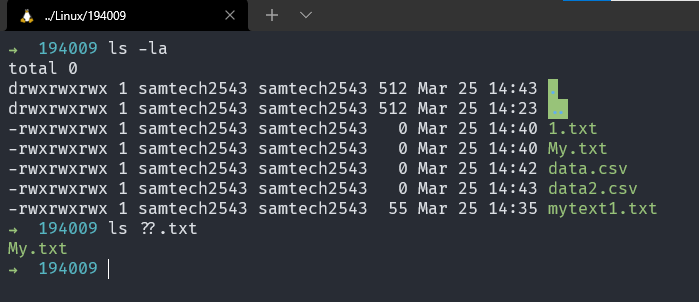 ../Linux/194009
→ 194009 ls -la
total 0
drwxrwxrwx 1 samtech2543 samtech2543 512 Mar 25 14:43 .
drwxrwxrwx 1 samtech2543 samtech2543 512 Mar 25 14:23 ..
-rwxrwxrwx 1 samtech2543 samtech2543 0 Mar 25 14:40 1.txt
-rwxrwxrwx 1 samtech2543 samtech2543 0 Mar 25 14:40 My.txt
-rwxrwxrwx 1 samtech2543 samtech2543 0 Mar 25 14:42 data.csv
-rwxrwxrwx 1 samtech2543 samtech2543 0 Mar 25 14:43 data2.csv
-rwxrwxrwx 1 samtech2543 samtech2543 55 Mar 25 14:35 mytext1.txt
→ 194009 ls ??.txt
My.txt
→ 194009